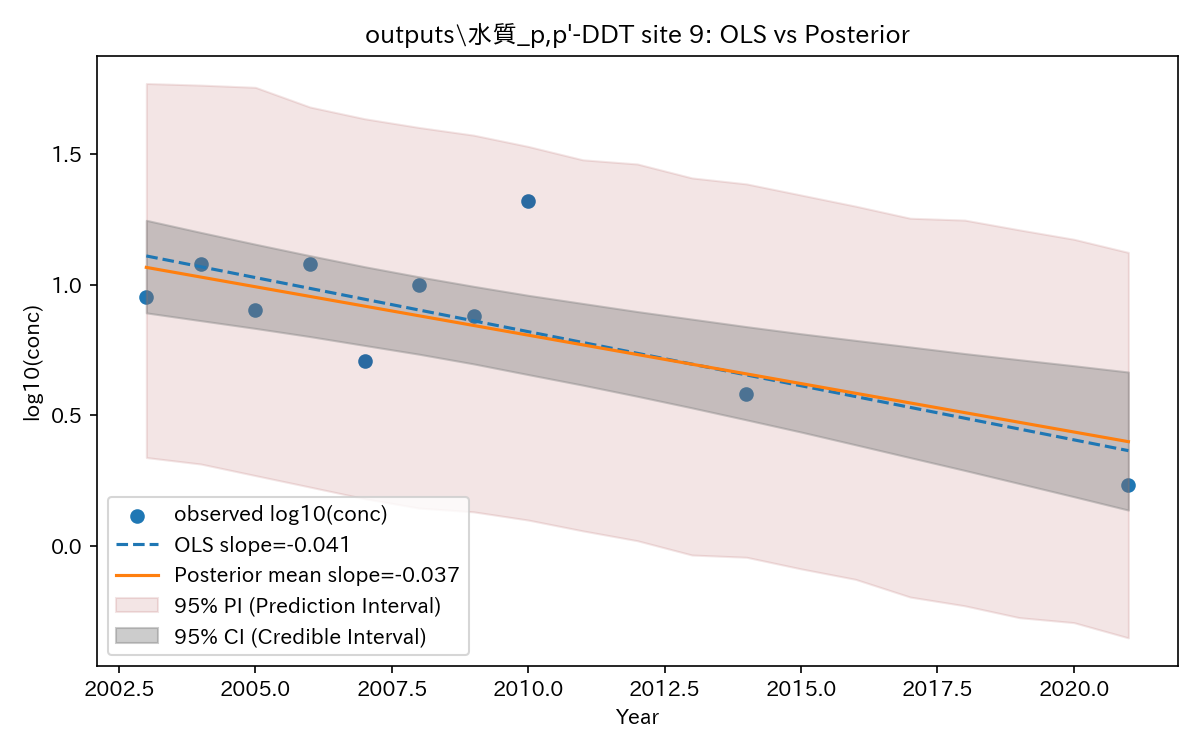 outputs\水質_p,p'-DDT site 9: OLS vs Posterior
log10(conc)
1.5
1.0
0.5
0.0
observed log10(conc)
OLS slope=-0.041
Posterior mean slope=-0.037
95% PI (Prediction Interval)
95% CI (Credible Interval)
2002.5 2005.0 2007.5 2010.0 2012.5 2015.0 2017.5 2020.0
Year